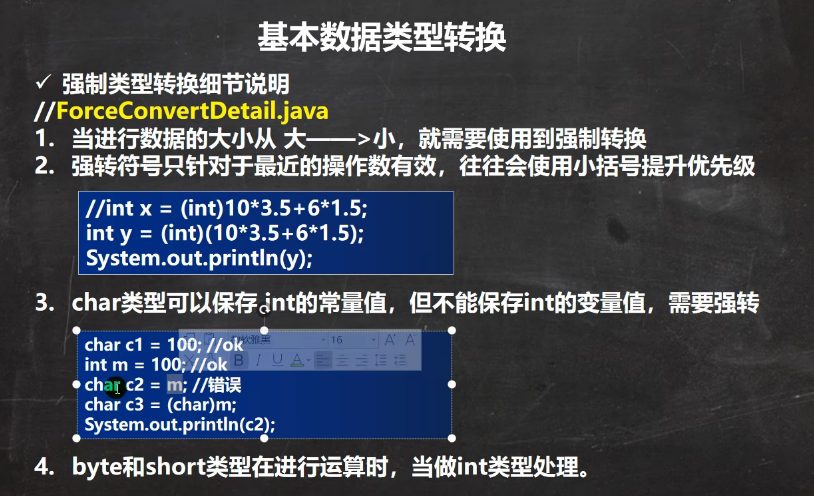 基本数据类型转换
✓ 强制类型转换细节说明
//ForceConvertDetail.java
1. 当进行数据的大小从 大——>小，就需要使用到强制转换
2. 强转符号只针对于最近的操作数有效，往往会使用小括号提升优先级
//int x = (int)10*3.5+6*1.5;
int y = (int)(10*3.5+6*1.5);
System.out.println(y);
3. char类型可以保存 int的常量值，但不能保存int的变量值，需要强转
char c1 = 100; //ok
int m = 100; //ok
char c2 = m; //错误
char c3 = (char)m;
System.out.println(c2);
16
B I U A
4. byte和short类型在进行运算时，当做int类型处理。